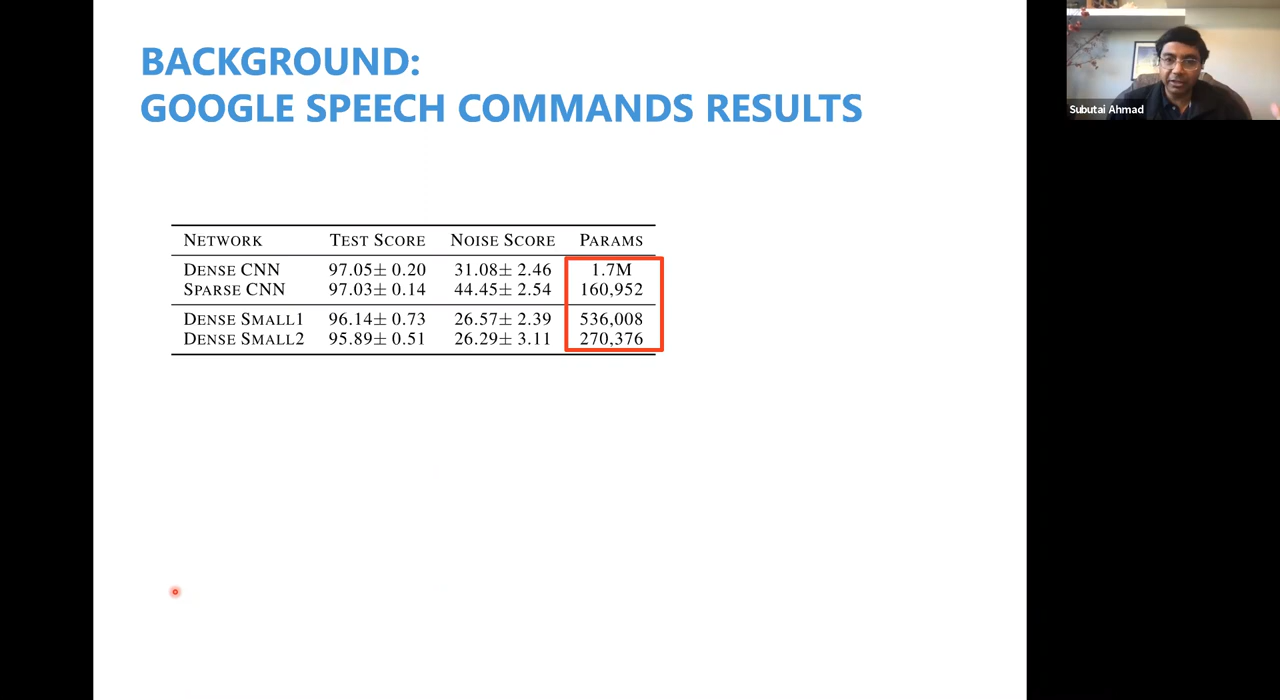 BACKGROUND:
GOOGLE SPEECH COMMANDS RESULTS
Subutai Ahmad
NETWORK TEST SCORE NOISE SCORE PARAMS
DENSE CNN 97.05± 0.20 31.08± 2.46 1.7M
SPARSE CNN 97.03± 0.14 44.45± 2.54 160,952
DENSE SMALL1 96.14± 0.73 26.57± 2.39 536,008
DENSE SMALL2 95.89± 0.51 26.29± 3.11 270,376